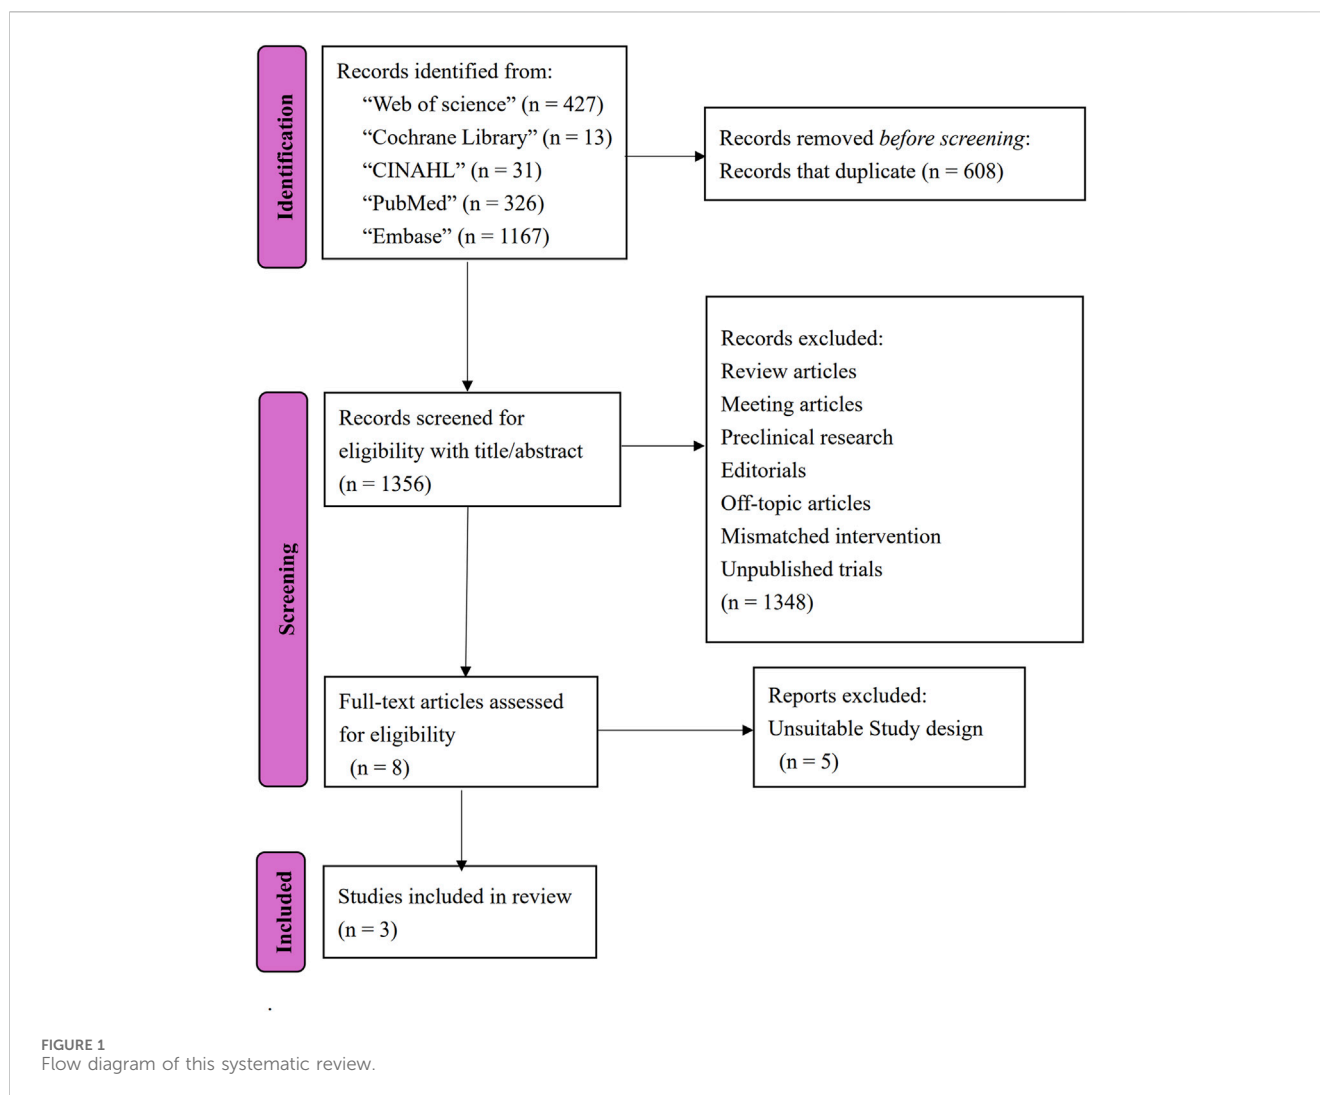 Identification
Records identified from:
“Web of science” (n = 427)
“Cochrane Library” (n = 13)
“CINAHL” (n = 31)
“PubMed” (n = 326)
“Embase” (n = 1167)
Records removed before screening:
Records that duplicate (n = 608)
Screening
Records screened for
eligibility with title/abstract
(n = 1356)
Records excluded:
Review articles
Meeting articles
Preclinical research
Editorials
Off-topic articles
Mismatched intervention
Unpublished trials
(n = 1348)
Full-text articles assessed
for eligibility
(n = 8)
Reports excluded:
Unsuitable Study design
(n = 5)
Included
Studies included in review
(n = 3)
.
FIGURE 1
Flow diagram of this systematic review.